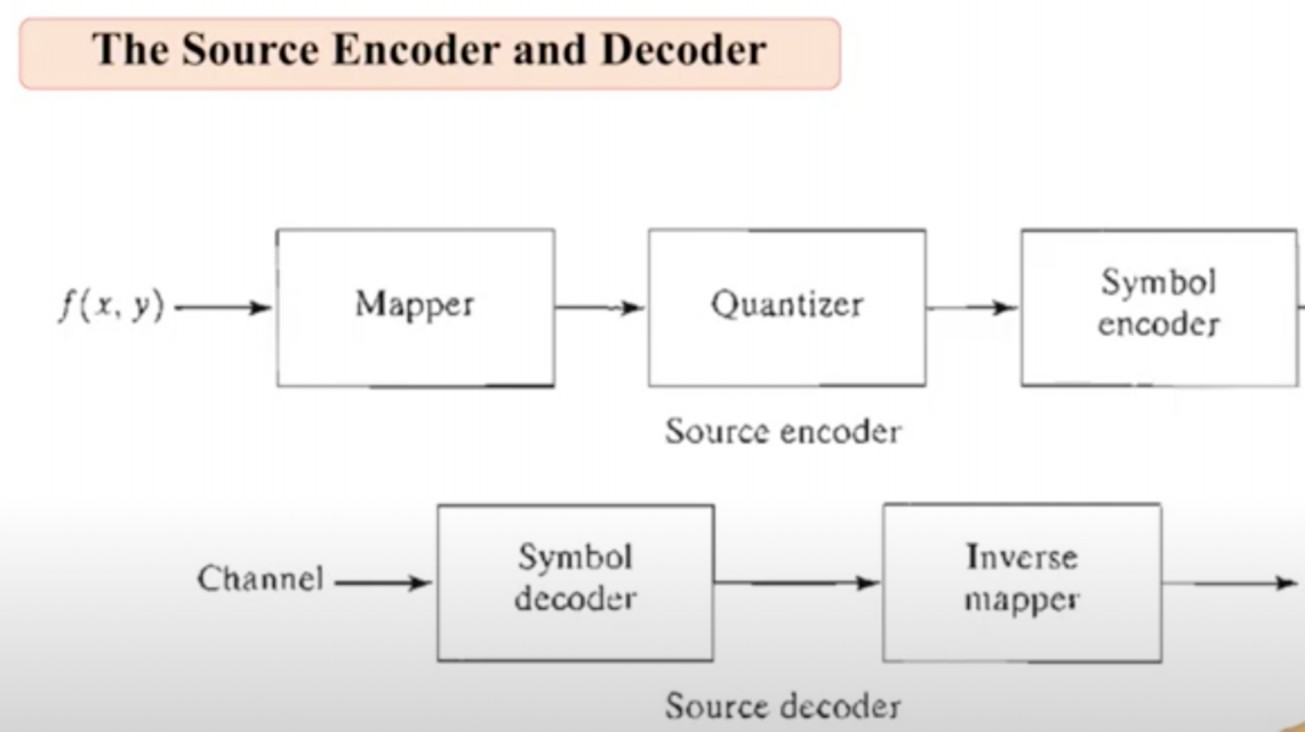 The Source Encoder and Decoder
f(x, y)
Mapper
Quantizer
Symbol
encoder
Source encoder
Channel
Symbol
decoder
Inverse
mapper
Source decoder